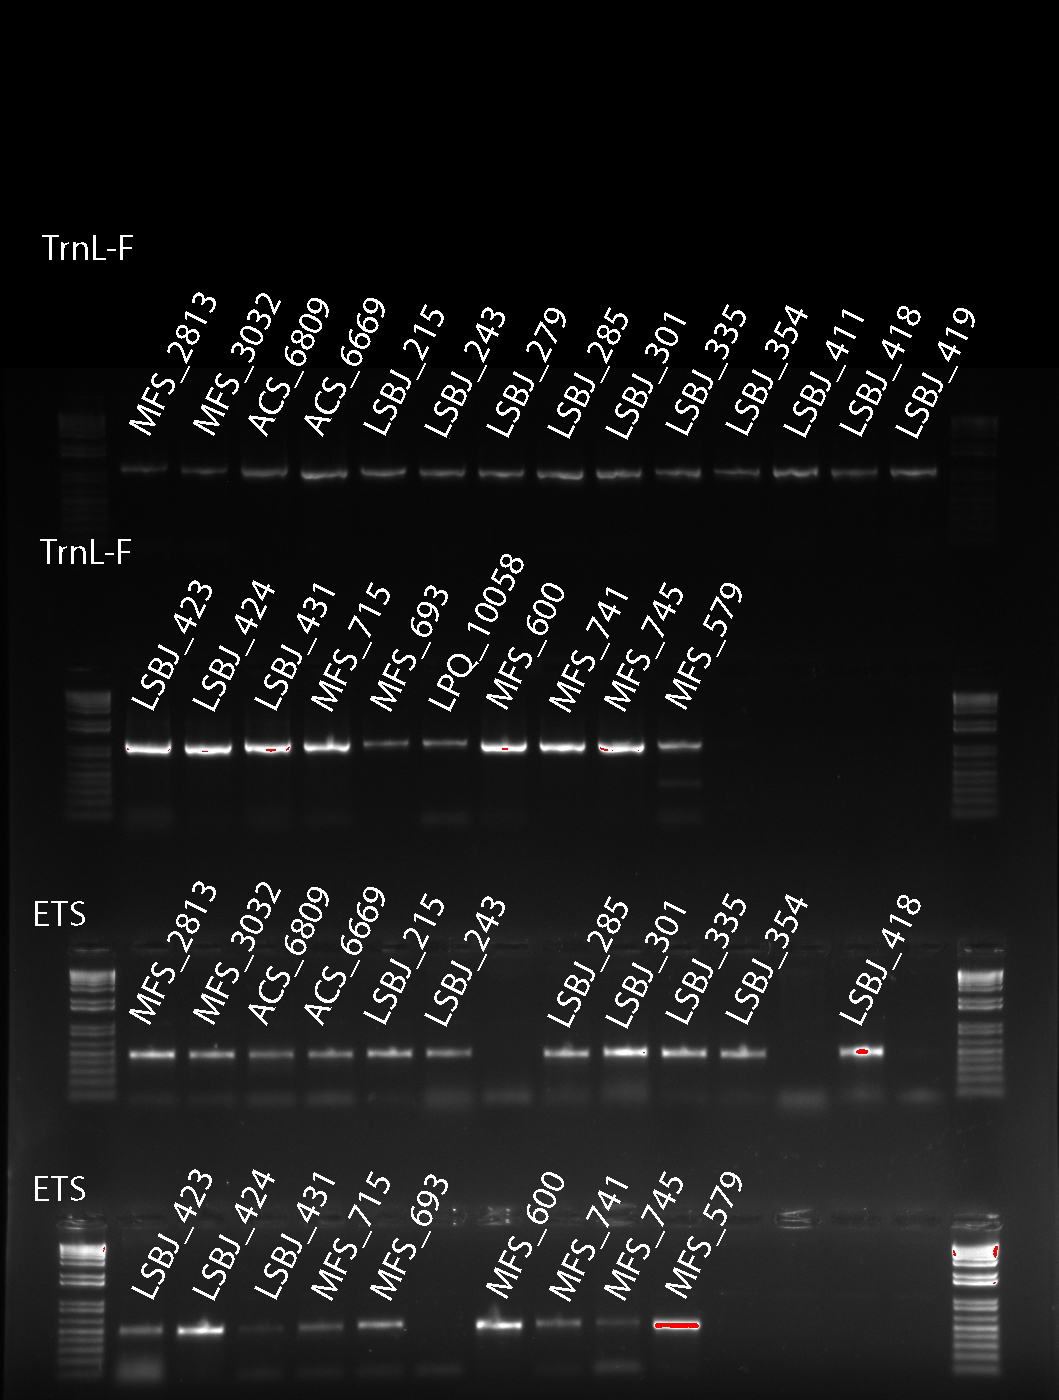 TrnL-F
MFS_2813 MFS_3032 ACS_6809 ACS_6669 LSBJ_215 LSBJ_243 LSBJ_279 LSBJ_285 LSBJ_301 LSBJ_335 LSBJ_354 LSBJ_411 LSBJ_418 LSBJ_419
TrnL-F
LSBJ_423 LSBJ_424 LSBJ_431 MFS_715 MFS_693 LPQ_10058 MFS_600 MFS_741 MFS_745 MFS_579
ETS
MFS_2813 MFS_3032 ACS_6809 ACS_6669 LSBJ_215 LSBJ_243 LSBJ_285 LSBJ_301 LSBJ_335 LSBJ_354 LSBJ_418
ETS
LSBJ_423 LSBJ_424 LSBJ_431 MFS_715 MFS_693 MFS_600 MFS_741 MFS_745 MFS_579